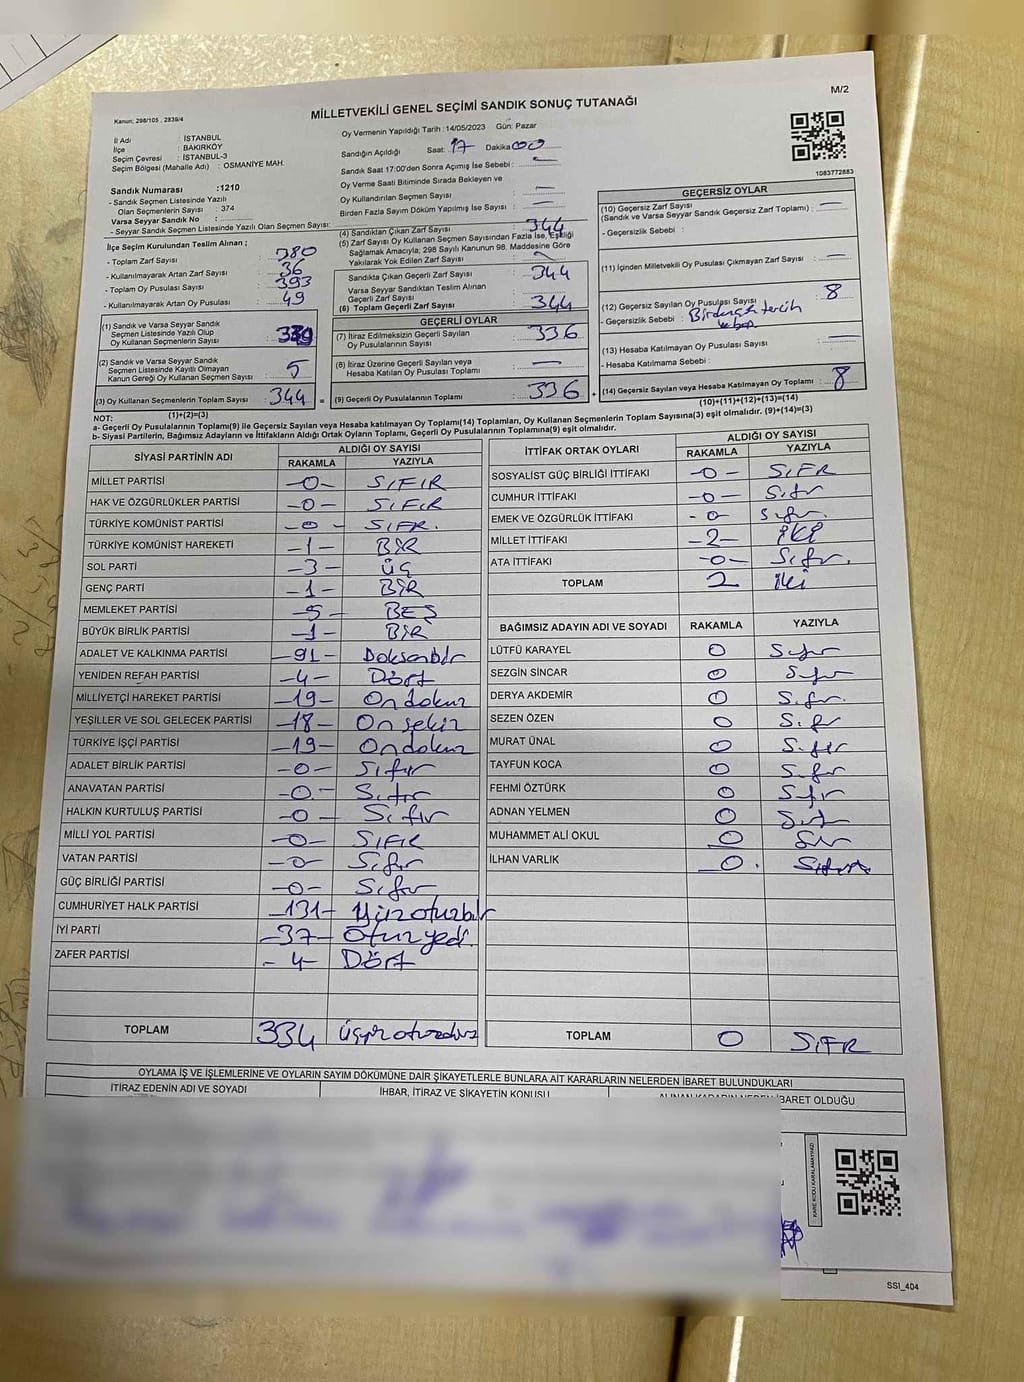 M/2
MİLLETVEKİLİ GENEL SEÇİMİ SANDIK SONUÇ TUTANAĞI
Kanun; 298/105 , 2839/4
İl Adı : İSTANBUL
İlçe : BAKIRKÖY
Seçim Çevresi : İSTANBUL-3
Seçim Bölgesi (Mahalle Adı) : OSMANİYE MAH.
Oy Vermenin Yapıldığı Tarih :14/05/2023 Gün: Pazar
Sandığın Açıldığı Saat: 17 Dakika 00
Sandık Saat 17:00'den Sonra Açımış İse Sebebi : —
Oy Verme Saati Bitiminde Sırada Bekleyen ve
Oy Kullandırılan Seçmen Sayısı : —
Birden Fazla Sayım Döküm Yapılmış İse Sayısı : —
1083772883
Sandık Numarası :1210
- Sandık Seçmen Listesinde Yazılı
Olan Seçmenlerin Sayısı : 374
Varsa Seyyar Sandık No :
- Seyyar Sandık Seçmen Listesinde Yazılı Olan Seçmen Sayısı:
İlçe Seçim Kurulundan Teslim Alınan ;
- Toplam Zarf Sayısı : 380
- Kullanılmayarak Artan Zarf Sayısı : 36
- Toplam Oy Pusulası Sayısı : 393
- Kullanılmayarak Artan Oy Pusulası : 49
(1) Sandık ve Varsa Seyyar Sandık
Seçmen Listesinde Yazılı Olup
Oy Kullanan Seçmenlerin Sayısı : 339
(2) Sandık ve Varsa Seyyar Sandık
Seçmen Listesinde Kayıtlı Olmayan
Kanun Gereği Oy Kullanan Seçmen Sayısı : 5
(3) Oy Kullanan Seçmenlerin Toplam Sayısı : 344 =
(1)+(2)=(3)
(4) Sandıktan Çıkan Zarf Sayısı : 344
(5) Zarf Sayısı Oy Kullanan Seçmen Sayısından Fazla İse, Eşitliği
Sağlamak Amacıyla; 298 Sayılı Kanunun 98. Maddesine Göre
Yakılarak Yok Edilen Zarf Sayısı :
Sandıkta Çıkan Geçerli Zarf Sayısı : 344
Varsa Seyyar Sandıktan Teslim Alınan
Geçerli Zarf Sayısı :
(6) Toplam Geçerli Zarf Sayısı : 344
GEÇERLİ OYLAR
(7) İtiraz Edilmeksizin Geçerli Sayılan
Oy Pusulalarının Sayısı : 336
(8) İtiraz Üzerine Geçerli Sayılan veya
Hesaba Katılan Oy Pusulası Toplamı : —
(9) Geçerli Oy Pusulalarının Toplamı : 336 +
GEÇERSİZ OYLAR
(10) Geçersiz Zarf Sayısı : —
(Sandık ve Varsa Seyyar Sandık Geçersiz Zarf Toplamı)
- Geçersizlik Sebebi :
(11) İçinden Milletvekili Oy Pusulası Çıkmayan Zarf Sayısı : —
(12) Geçersiz Sayılan Oy Pusulası Sayısı : 8
- Geçersizlik Sebebi :
(13) Hesaba Katılmayan Oy Pusulası Sayısı : —
- Hesaba Katılmama Sebebi :
(14) Geçersiz Sayılan veya Hesaba Katılmayan Oy Toplamı : 8
(10)+(11)+(12)+(13)=(14)
NOT:
a- Geçerli Oy Pusulalarının Toplamı(9) ile Geçersiz Sayılan veya Hesaba katılmayan Oy Toplamı(14) Toplamları, Oy Kullanan Seçmenlerin Toplam Sayısına(3) eşit olmalıdır. (9)+(14)=(3)
b- Siyasi Partilerin, Bağımsız Adayların ve İttifakların Aldığı Oy Sayıları, Geçerli Oy Pusulalarının Toplamına(9) eşit olmalıdır.
SİYASİ PARTİNİN ADI ALDIĞI OY SAYISI
RAKAMLA YAZIYLA
MİLLET PARTİSİ -0- SIFIR
HAK VE ÖZGÜRLÜKLER PARTİSİ -0- SIFIR
TÜRKİYE KOMÜNİST PARTİSİ -0- SIFR.
TÜRKİYE KOMÜNİST HAREKETİ -1- BİR
SOL PARTİ -3- ÜÇ
GENÇ PARTİ -1- BİR
MEMLEKET PARTİSİ -5- BEŞ
BÜYÜK BİRLİK PARTİSİ -1- BİR
ADALET VE KALKINMA PARTİSİ -91- Doksanbir
YENİDEN REFAH PARTİSİ -4- Dört
MİLLİYETÇİ HAREKET PARTİSİ -19- Ondokuz
YEŞİLLER VE SOL GELECEK PARTİSİ -18- Onsekiz
TÜRKİYE İŞÇİ PARTİSİ -19- Ondokuz
ADALET BİRLİK PARTİSİ -0- Sıfır
ANAVATAN PARTİSİ -0- Sıfır
HALKIN KURTULUŞ PARTİSİ -0- Sıfır
MİLLİ YOL PARTİSİ -0- SIFIR
VATAN PARTİSİ -0- Sıfır
GÜÇ BİRLİĞİ PARTİSİ -0- Sıfır
CUMHURİYET HALK PARTİSİ -131- Yüzotuzbir
İYİ PARTİ -37- Otuzyedi
ZAFER PARTİSİ -4- Dört
TOPLAM 334 üçyüzotuzdört
İTTİFAK ORTAK OYLARI ALDIĞI OY SAYISI
RAKAMLA YAZIYLA
SOSYALİST GÜÇ BİRLİĞİ İTTİFAKI -0- SIFR
CUMHUR İTTİFAKI -0- Sıfır
EMEK VE ÖZGÜRLÜK İTTİFAKI -0- Sıfır
MİLLET İTTİFAKI -2- İKİ
ATA İTTİFAKI -0- Sıfır.
TOPLAM 2 iki
BAĞIMSIZ ADAYIN ADI VE SOYADI RAKAMLA YAZIYLA
LÜTFÜ KARAYEL 0 Sıfır
SEZGİN SİNCAR 0 Sıfır
DERYA AKDEMİR 0 Sıfır.
SEZEN ÖZEN 0 Sıfır
MURAT ÜNAL 0 Sıfır
TAYFUN KOCA 0 Sıfır
FEHMİ ÖZTÜRK 0 Sıfır
ADNAN YELMEN 0 Sıfır
MUHAMMET ALİ OKUL 0
İLHAN VARLIK 0 Sıfır
TOPLAM 0 SIFR
OYLAMA İŞ VE İŞLEMLERİNE VE OYLARIN SAYIM DÖKÜMÜNE DAİR ŞİKAYETLERLE BUNLARA AİT KARARLARIN NELERDEN İBARET BULUNDUKLARI
İTİRAZ EDENİN ADI VE SOYADI İHBAR, İTİRAZ VE ŞİKAYETİN KONUSU ALINAN KARARIN NEDEN İBARET OLDUĞU
KARE KODU KARALAMAYINIZ!
SSI_404